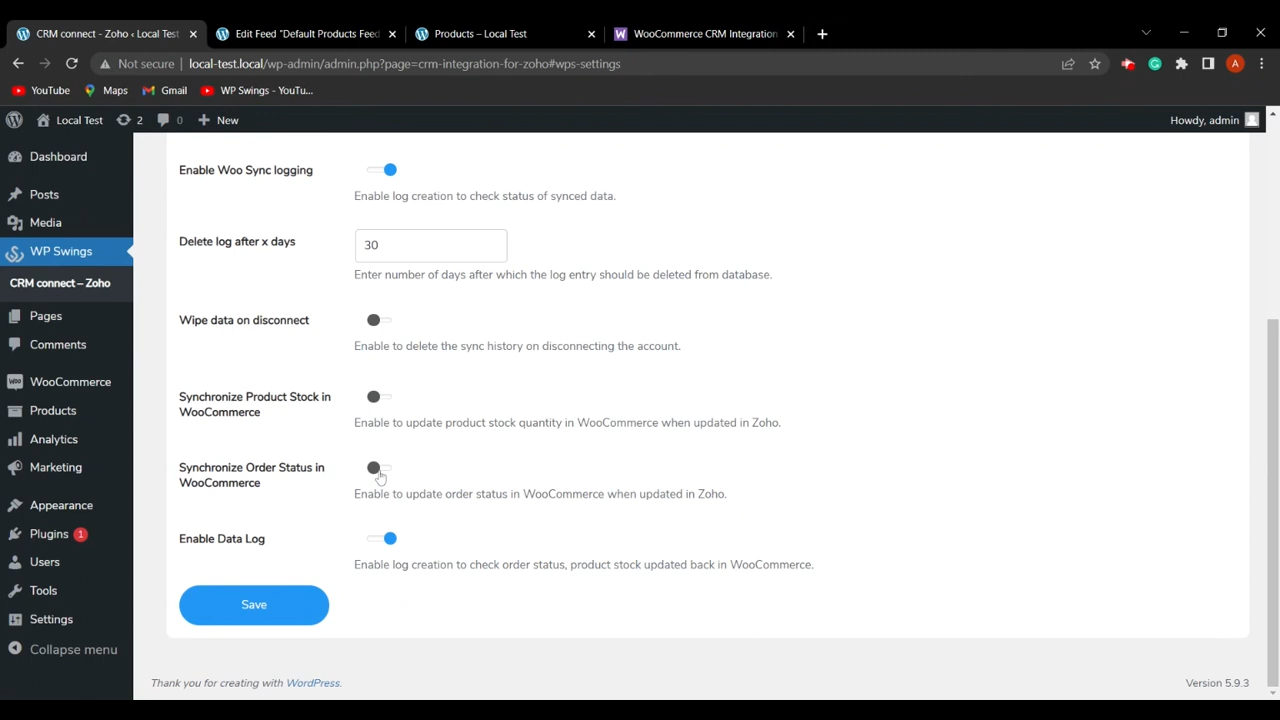 CRM connect - Zoho ‹ Local Test
Edit Feed "Default Products Feed
Products – Local Test
WooCommerce CRM Integration
Not secure
local-test.local/wp-admin/admin.php?page=crm-integration-for-zoho#wps-settings
A
YouTube
Maps
Gmail
WP Swings - YouTu...
Local Test
2
0
New
Howdy, admin
Dashboard
Posts
Media
WP Swings
CRM connect – Zoho
Pages
Comments
WooCommerce
Products
Analytics
Marketing
Appearance
Plugins 1
Users
Tools
Settings
Collapse menu
Enable Woo Sync logging
Enable log creation to check status of synced data.
Delete log after x days
30
Enter number of days after which the log entry should be deleted from database.
Wipe data on disconnect
Enable to delete the sync history on disconnecting the account.
Synchronize Product Stock in
WooCommerce
Enable to update product stock quantity in WooCommerce when updated in Zoho.
Synchronize Order Status in
WooCommerce
Enable to update order status in WooCommerce when updated in Zoho.
Enable Data Log
Enable log creation to check order status, product stock updated back in WooCommerce.
Save
Thank you for creating with WordPress.
Version 5.9.3